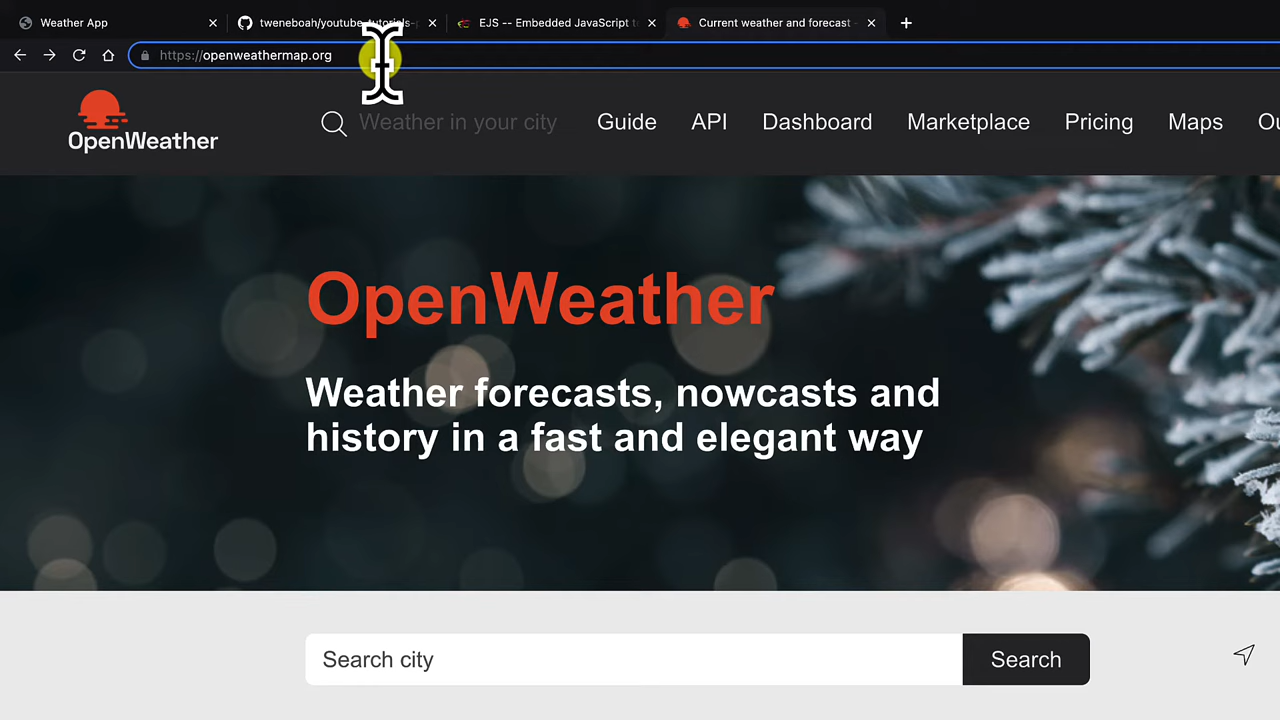 Weather App
tweneboah/youtube-tutorials-
EJS -- Embedded JavaScript t
Current weather and forecast -
https://openweathermap.org
OpenWeather
Weather in your city
Guide
API
Dashboard
Marketplace
Pricing
Maps
Ou
OpenWeather
Weather forecasts, nowcasts and
history in a fast and elegant way
Search city
Search